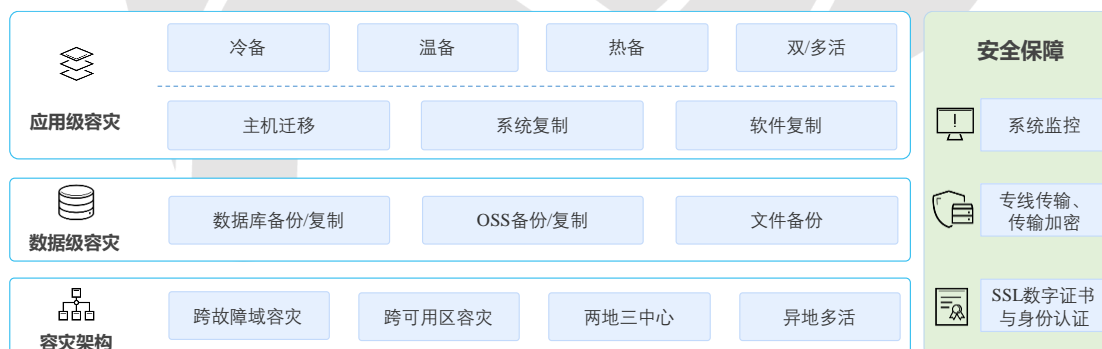 冷备
温备
热备
双/多活
应用级容灾
主机迁移
系统复制
软件复制
数据级容灾
数据库备份/复制
OSS备份/复制
文件备份
容灾架构
跨故障域容灾
跨可用区容灾
两地三中心
异地多活
安全保障
系统监控
专线传输、
传输加密
SSL数字证书
与身份认证